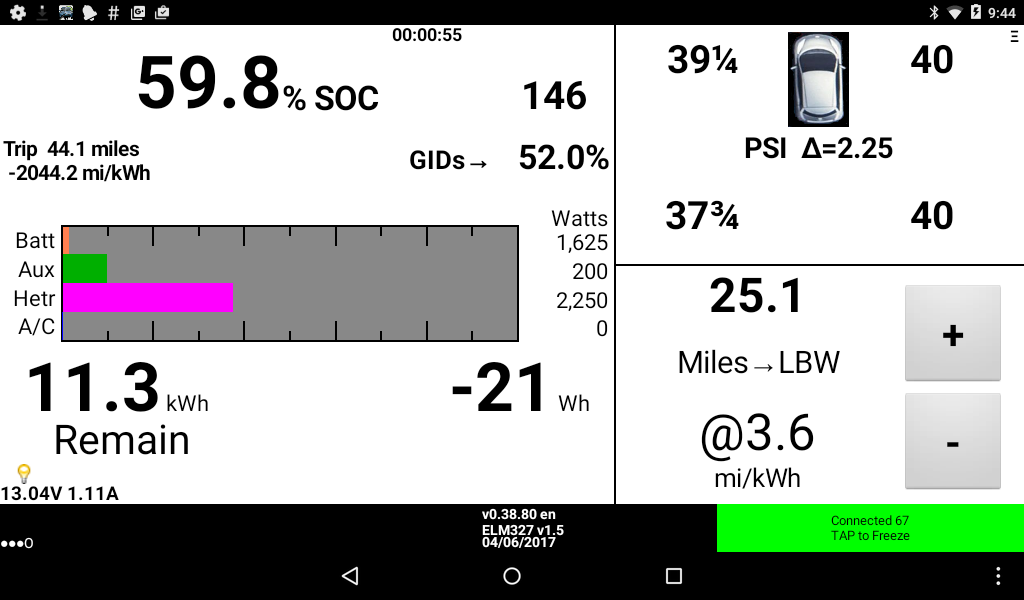 9:44
00:00:55
59.8% SOC
146
Trip 44.1 miles
-2044.2 mi/kWh
GIDs→ 52.0%
Watts
Batt 1,625
Aux 200
Hetr 2,250
A/C 0
11.3 kWh
Remain
-21 Wh
13.04V 1.11A
39¼ 40
PSI Δ=2.25
37¾ 40
25.1
Miles→LBW
@3.6
mi/kWh
+
-
v0.38.80 en
ELM327 v1.5
04/06/2017
Connected 67
TAP to Freeze